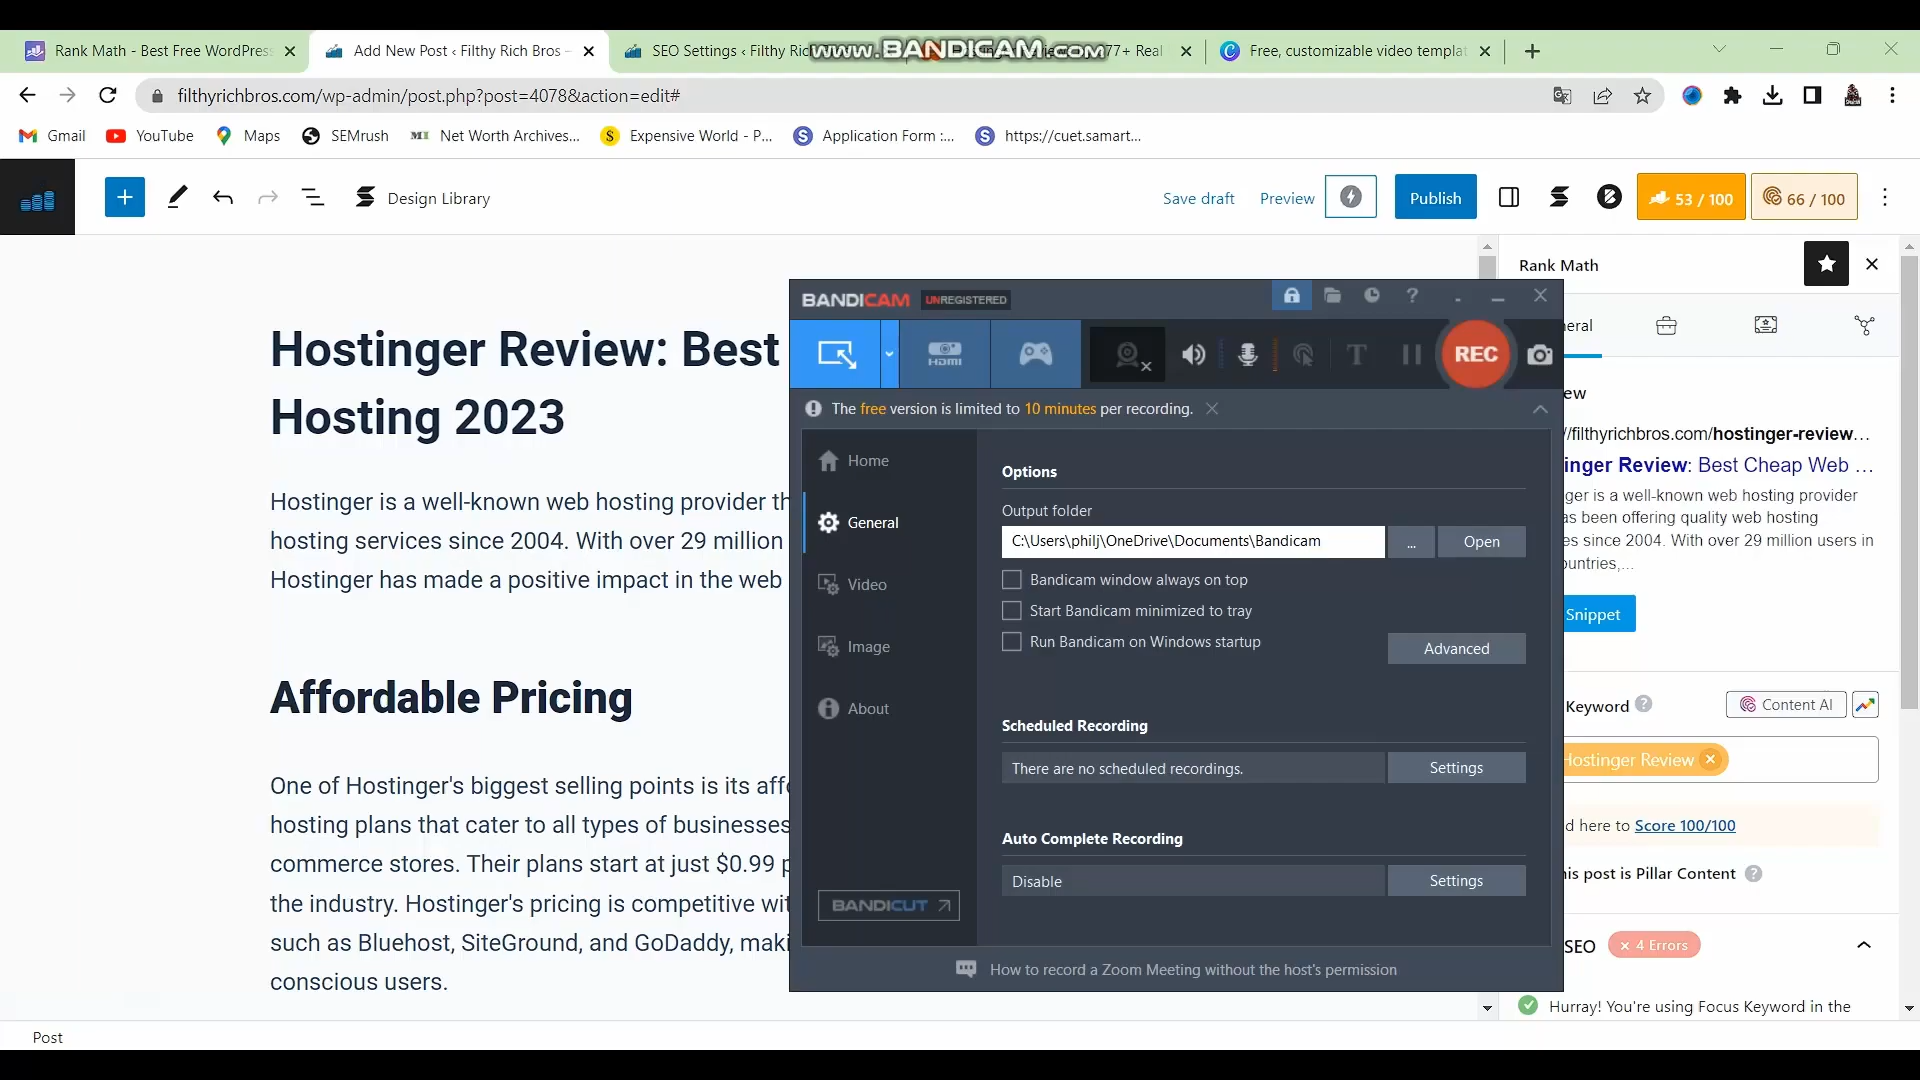 Rank Math - Best Free WordPress
Add New Post ‹ Filthy Rich Bros –
SEO Settings ‹ Filthy Ric
www.BANDICAM.com
77+ Real
Free, customizable video templat
filthyrichbros.com/wp-admin/post.php?post=4078&action=edit#
Gmail
YouTube
Maps
SEMrush
Net Worth Archives...
Expensive World - P...
Application Form :...
https://cuet.samart...
Design Library
Save draft
Preview
Publish
53 / 100
66 / 100
Rank Math
Hostinger Review: Best
Hosting 2023
Hostinger is a well-known web hosting provider th
hosting services since 2004. With over 29 million
Hostinger has made a positive impact in the web
Affordable Pricing
One of Hostinger's biggest selling points is its affo
hosting plans that cater to all types of businesses
commerce stores. Their plans start at just $0.99 p
the industry. Hostinger's pricing is competitive wit
such as Bluehost, SiteGround, and GoDaddy, maki
conscious users.
BANDICAM UNREGISTERED
HDMI
REC
The free version is limited to 10 minutes per recording.
Home
General
Video
Image
About
BANDICUT
Options
Output folder
C:\Users\philj\OneDrive\Documents\Bandicam
...
Open
Bandicam window always on top
Start Bandicam minimized to tray
Run Bandicam on Windows startup
Advanced
Scheduled Recording
There are no scheduled recordings.
Settings
Auto Complete Recording
Disable
Settings
How to record a Zoom Meeting without the host's permission
eral
ew
//filthyrichbros.com/hostinger-review...
inger Review: Best Cheap Web ...
ger is a well-known web hosting provider
as been offering quality web hosting
es since 2004. With over 29 million users in
ountries,...
Snippet
Keyword
Content AI
Hostinger Review
d here to Score 100/100
his post is Pillar Content
SEO
4 Errors
Hurray! You're using Focus Keyword in the
Post